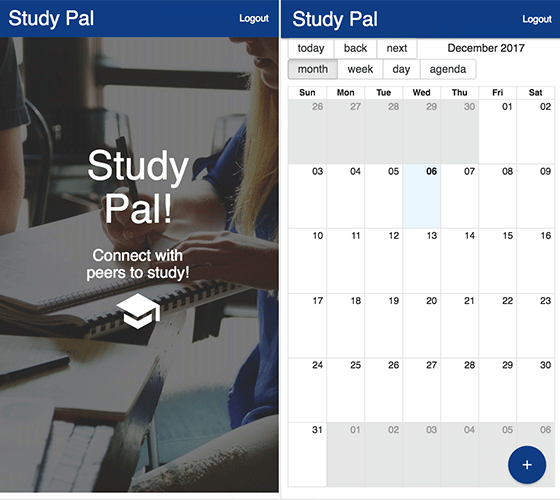 Study Pal Logout
Study
Pal!
Connect with
peers to study!
Study Pal Logout
today back next December 2017
month week day agenda
Sun Mon Tue Wed Thu Fri Sat
26 27 28 29 30 01 02
03 04 05 06 07 08 09
10 11 12 13 14 15 16
17 18 19 20 21 22 23
24 25 26 27 28 29 30
31 01 02 03 04 05 06
+